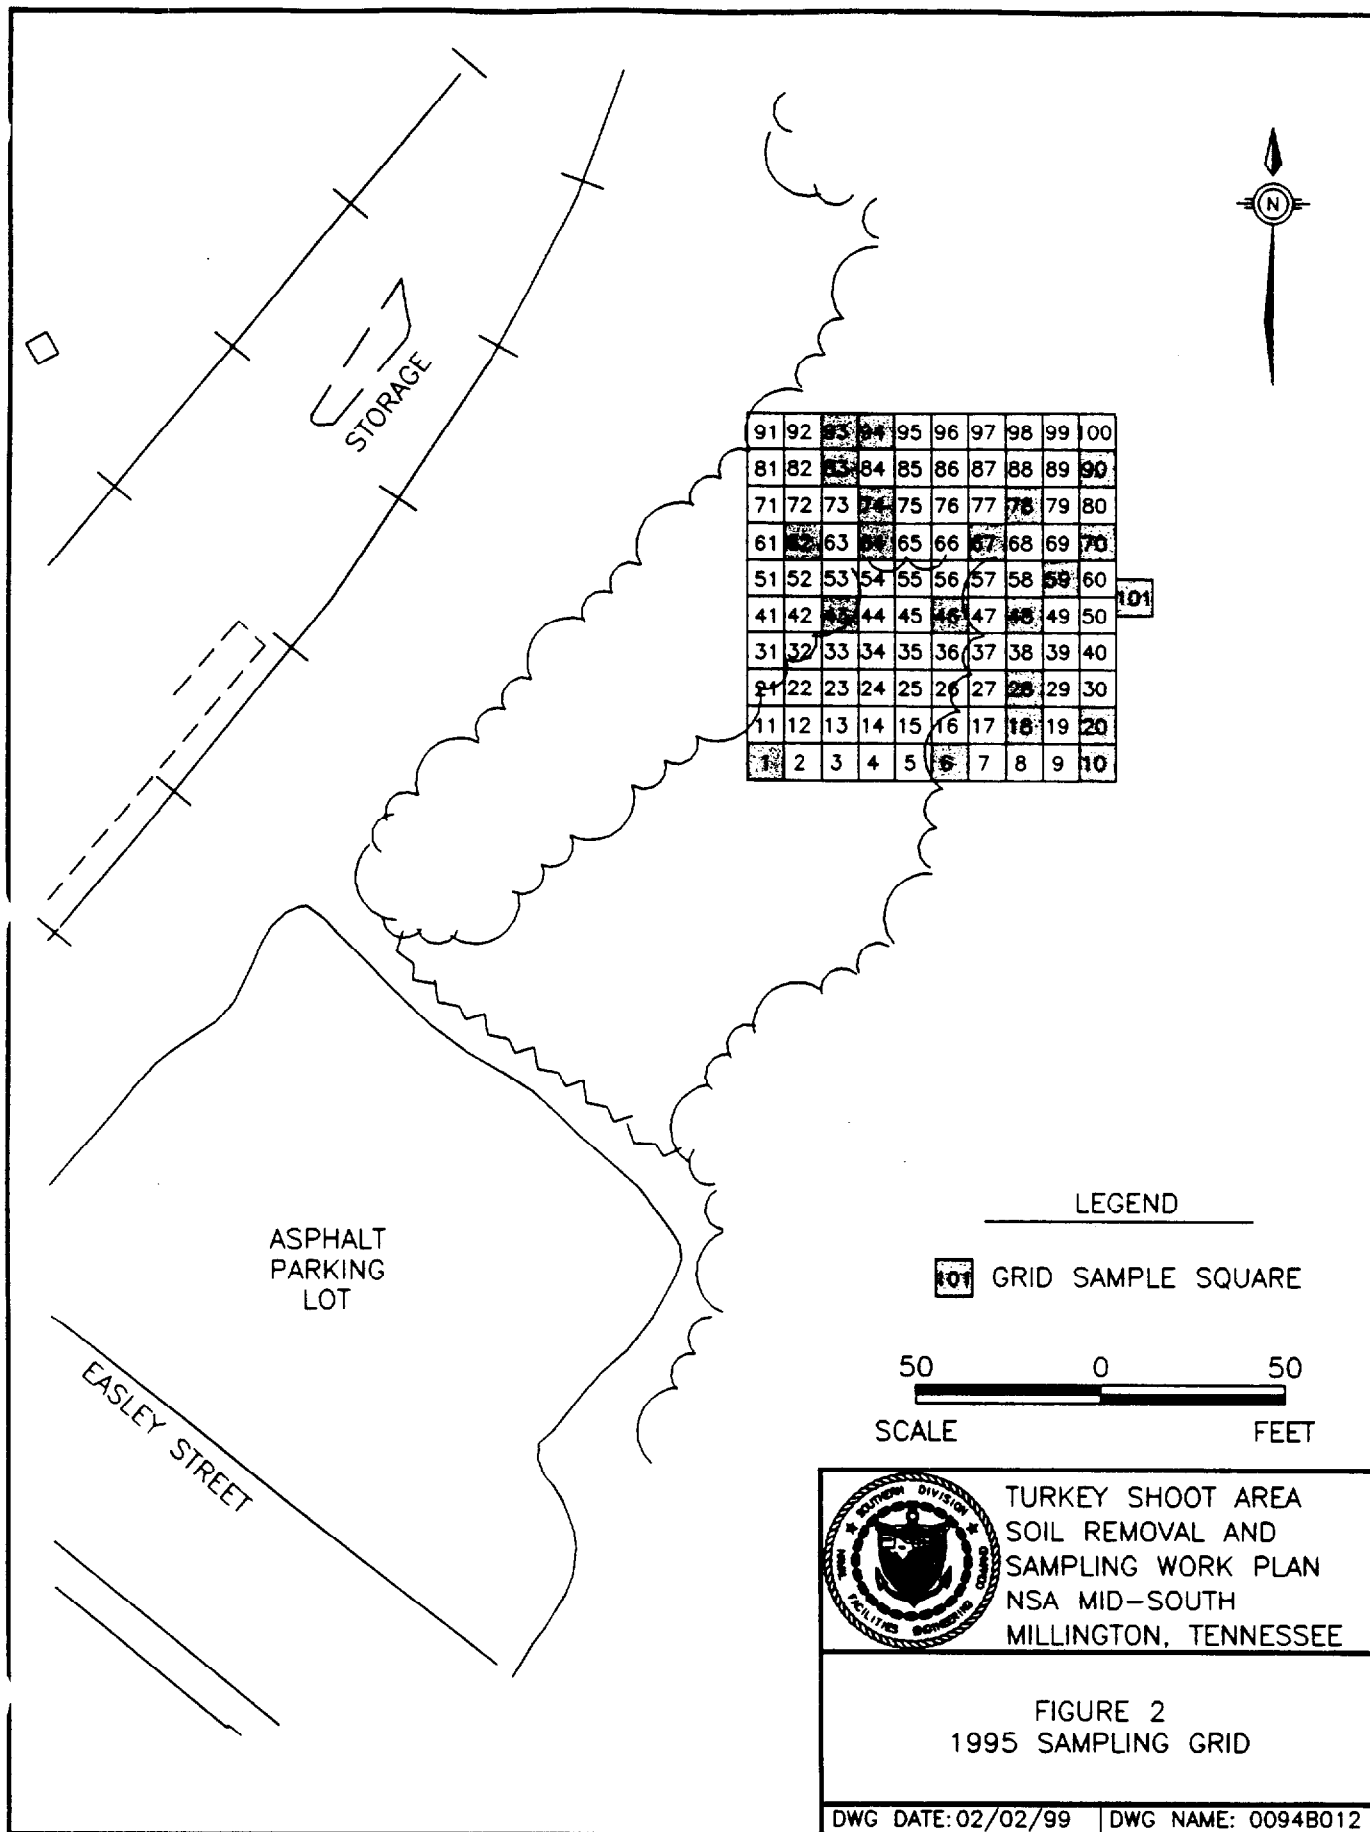 N
STORAGE
91 92 93 94 95 96 97 98 99 100
81 82 83 84 85 86 87 88 89 90
71 72 73 74 75 76 77 78 79 80
61 62 63 64 65 66 67 68 69 70
51 52 53 54 55 56 57 58 59 60
101
41 42 43 44 45 46 47 48 49 50
31 32 33 34 35 36 37 38 39 40
21 22 23 24 25 26 27 28 29 30
11 12 13 14 15 16 17 18 19 20
1 2 3 4 5 6 7 8 9 10
ASPHALT
PARKING
LOT
EASLEY STREET
LEGEND
101 GRID SAMPLE SQUARE
50 0 50
SCALE FEET
SOUTHERN DIVISION
NAVAL FACILITIES ENGINEERING COMMAND
TURKEY SHOOT AREA
SOIL REMOVAL AND
SAMPLING WORK PLAN
NSA MID-SOUTH
MILLINGTON, TENNESSEE
FIGURE 2
1995 SAMPLING GRID
DWG DATE: 02/02/99 DWG NAME: 0094B012